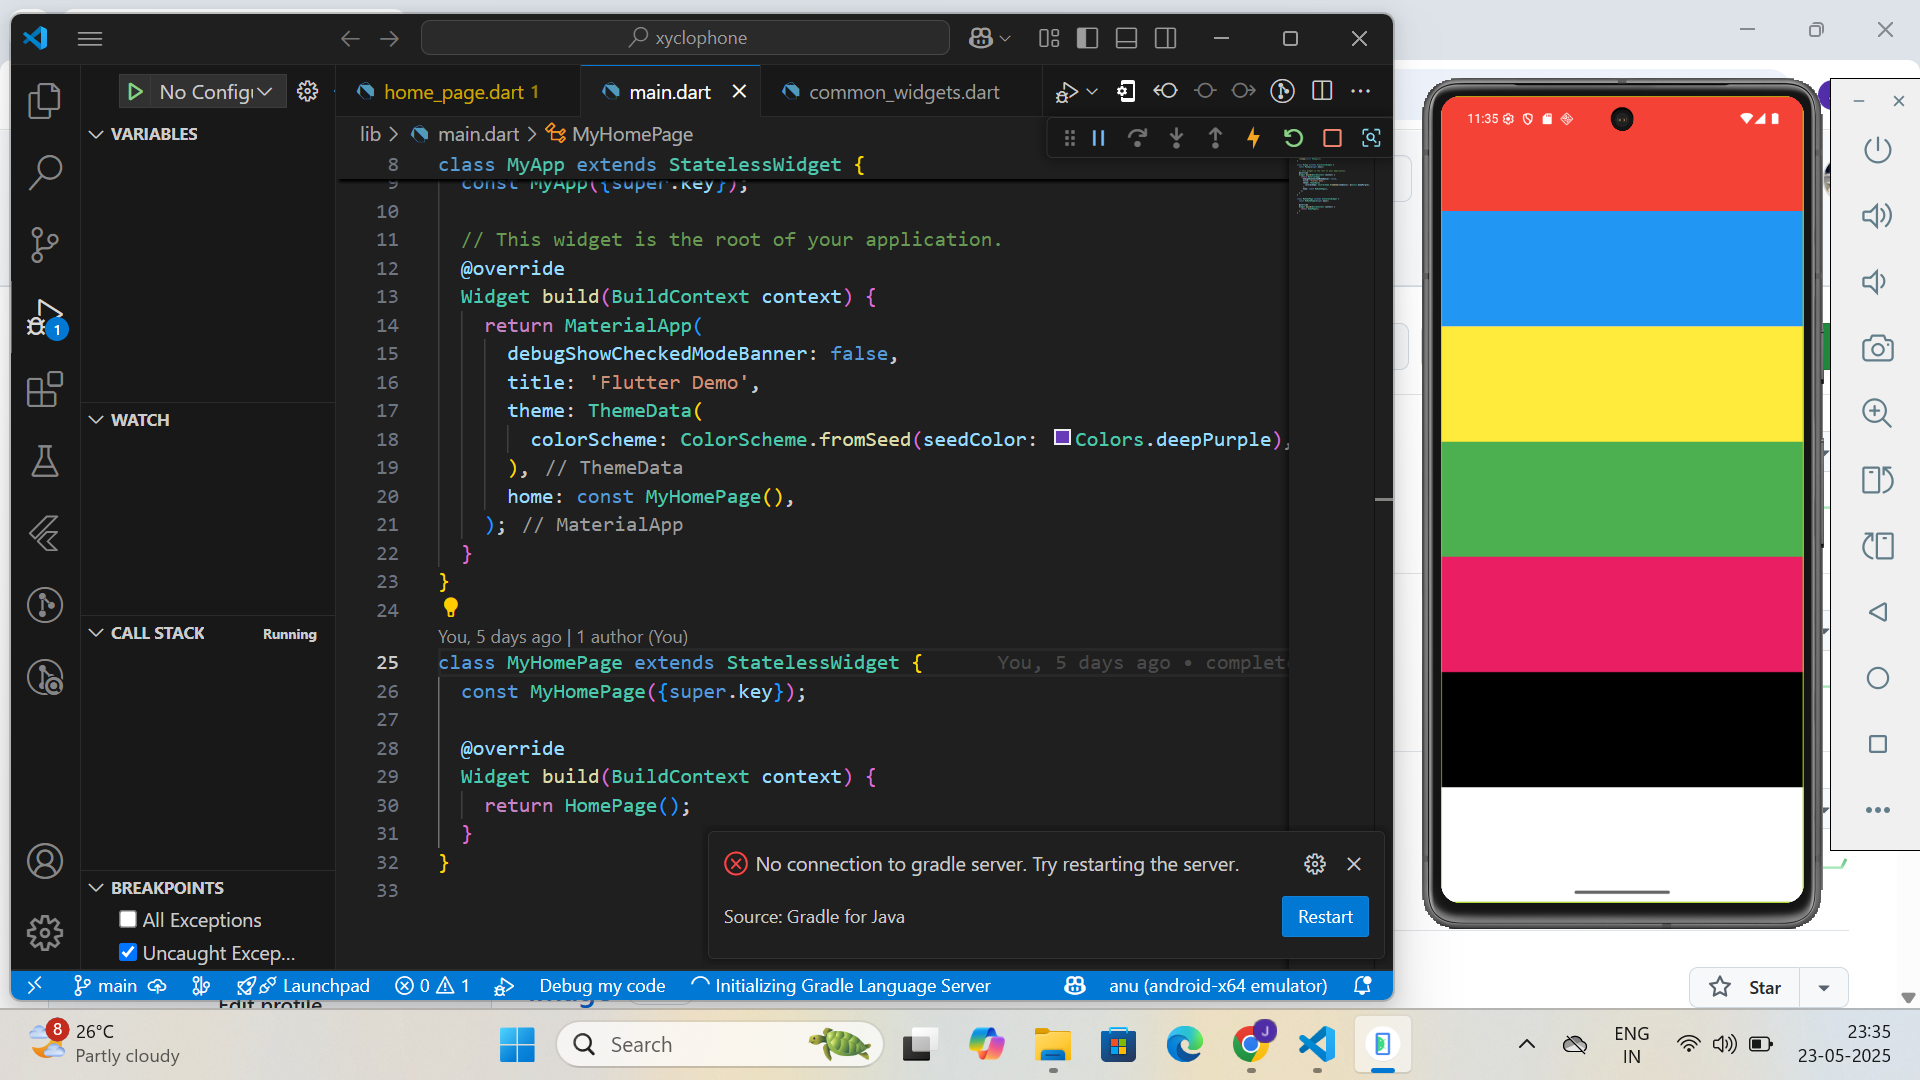 xyclophone
No Config
home_page.dart 1
main.dart
common_widgets.dart
VARIABLES
lib > main.dart > MyHomePage
8 class MyApp extends StatelessWidget {
9 const MyApp({super.key});
10
11 // This widget is the root of your application.
12 @override
13 Widget build(BuildContext context) {
14 return MaterialApp(
15 debugShowCheckedModeBanner: false,
16 title: 'Flutter Demo',
17 theme: ThemeData(
18 colorScheme: ColorScheme.fromSeed(seedColor: Colors.deepPurple),
19 ), // ThemeData
20 home: const MyHomePage(),
21 ); // MaterialApp
22 }
23 }
24
You, 5 days ago | 1 author (You)
25 class MyHomePage extends StatelessWidget { You, 5 days ago • complet
26 const MyHomePage({super.key});
27
28 @override
29 Widget build(BuildContext context) {
30 return HomePage();
31 }
32 }
33
1
WATCH
CALL STACK
Running
BREAKPOINTS
All Exceptions
Uncaught Excep...
No connection to gradle server. Try restarting the server.
Source: Gradle for Java
Restart
main
Launchpad
0
1
Debug my code
Initializing Gradle Language Server
anu (android-x64 emulator)
11:35
Edit profile
Star
8
26°C
Partly cloudy
Search
J
ENG
IN
23:35
23-05-2025